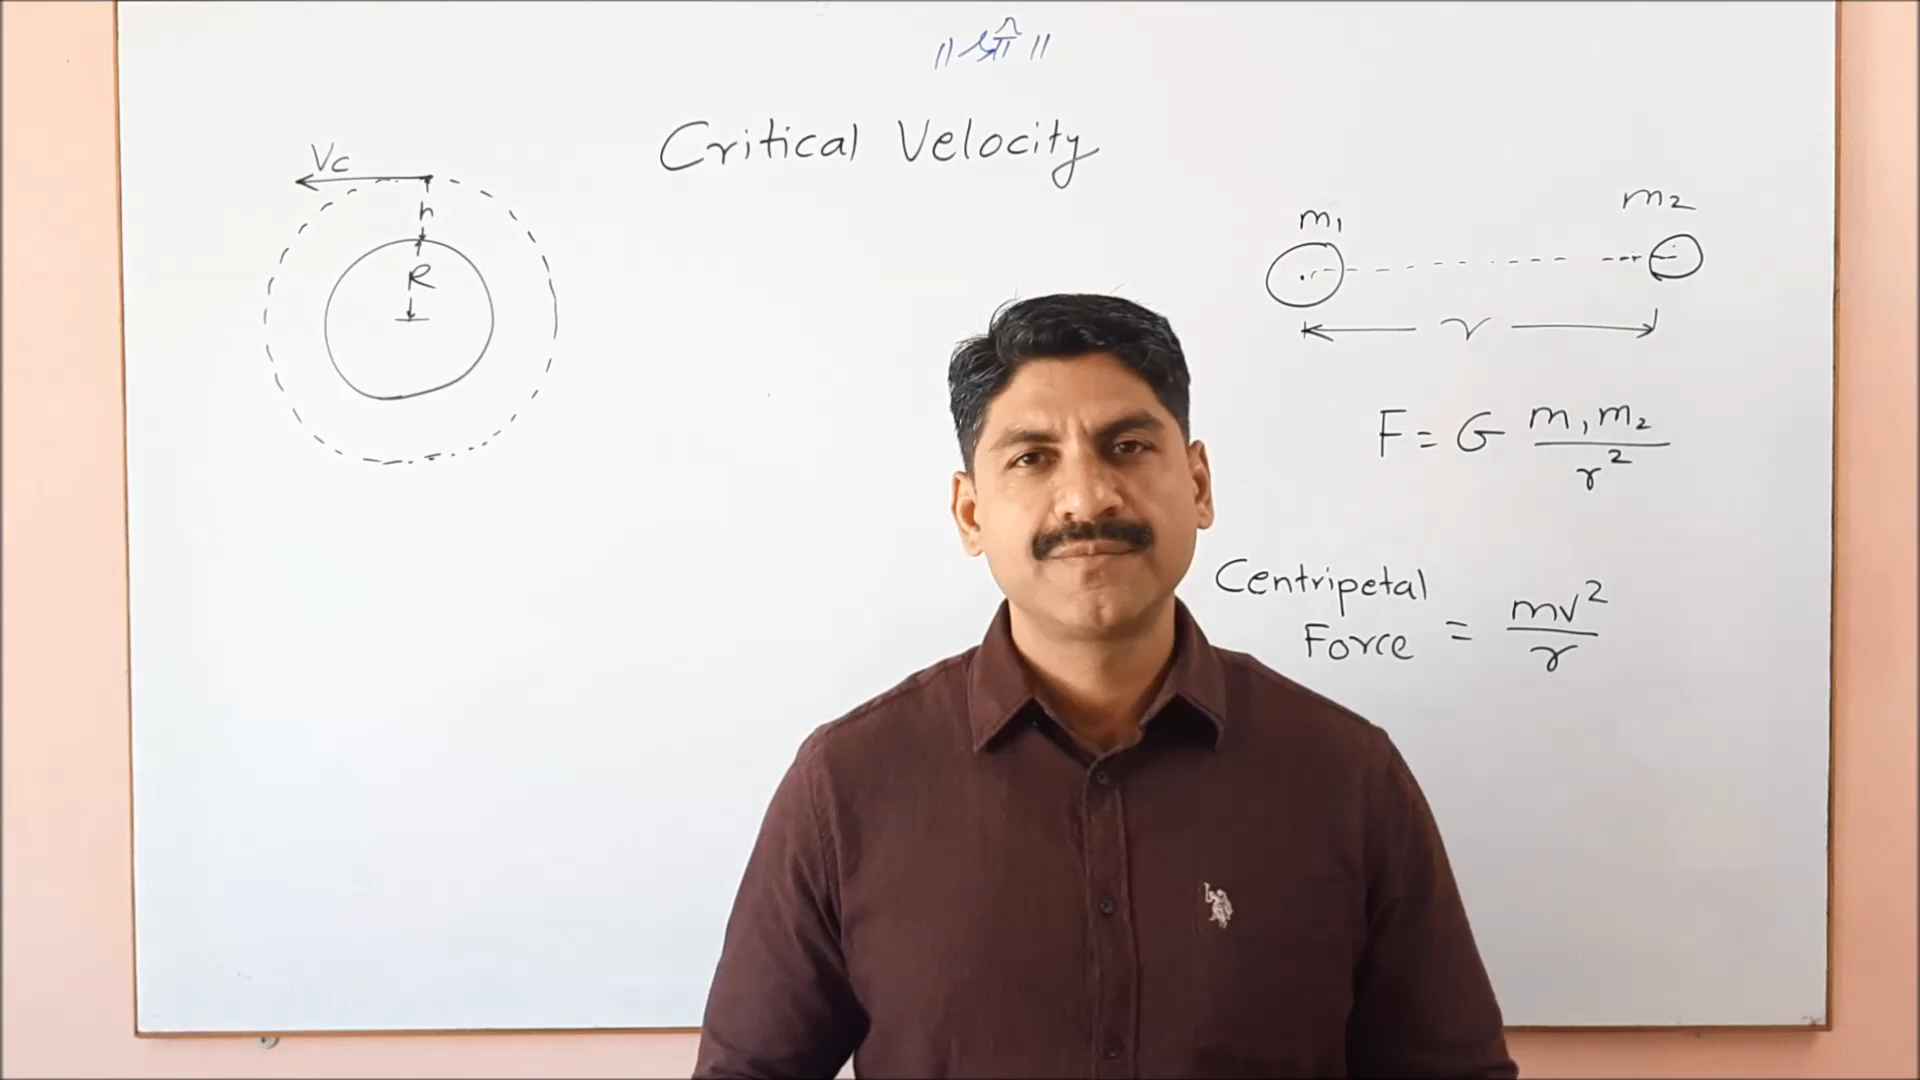 ॥ श्री ॥
Critical Velocity
Vc
h
R
m₁
m₂
r
F = G m₁m₂ / r²
Centripetal
Force = mv² / r